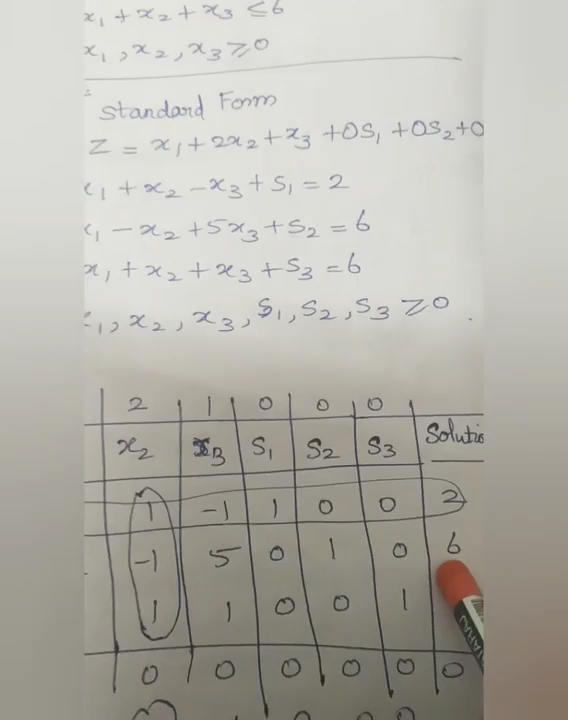 x₁ + x₂ + x₃ ≤ 6
x₁, x₂, x₃ ≥ 0
Standard Form
Z = x₁ + 2x₂ + x₃ + 0S₁ + 0S₂ + 0
x₁ + x₂ - x₃ + S₁ = 2
x₁ - x₂ + 5x₃ + S₂ = 6
x₁ + x₂ + x₃ + S₃ = 6
x₁, x₂, x₃, S₁, S₂, S₃ ≥ 0.
2 1 0 0 0
x₂ x₃ S₁ S₂ S₃ Solutio
1 -1 1 0 0 2
-1 5 0 1 0 6
1 1 0 0 1
0 0 0 0 0 0